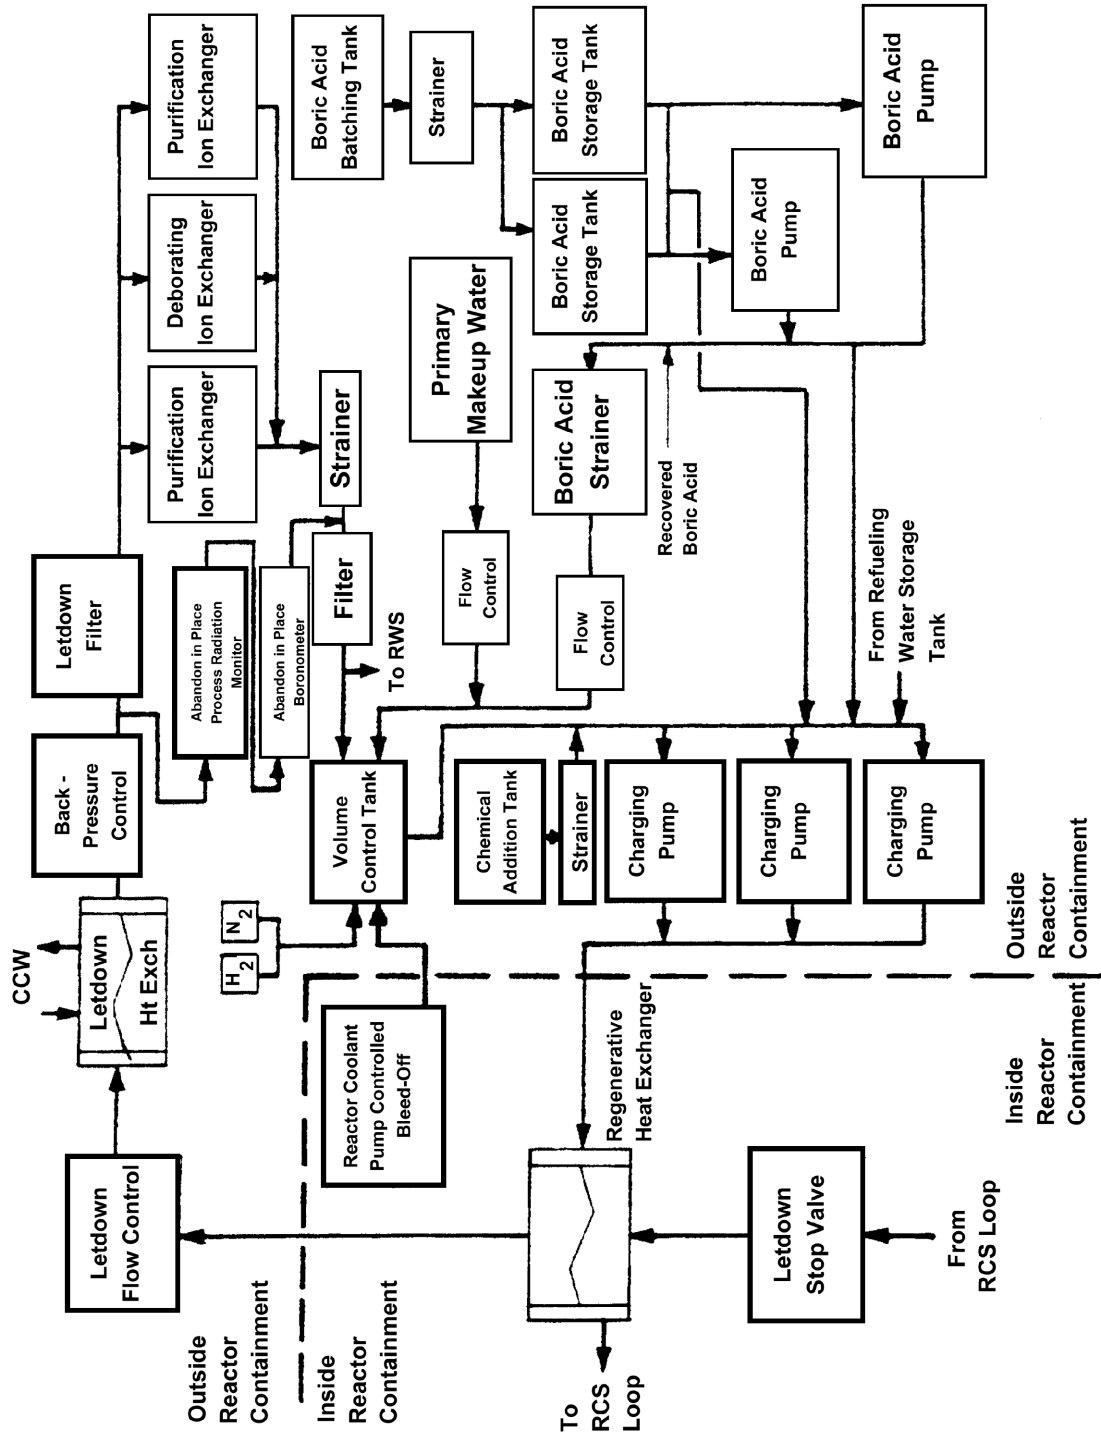 CCW
Letdown
Flow Control
Letdown
Ht Exch
Back -
Pressure
Control
Letdown
Filter
Purification
Ion Exchanger
Deborating
Ion Exchanger
Purification
Ion Exchanger
Abandon in Place
Process Radiation
Monitor
Abandon in Place
Boronometer
Strainer
Filter
To RWS
H2
N2
Volume
Control Tank
Reactor Coolant
Pump Controlled
Bleed-Off
Boric Acid
Batching Tank
Strainer
Boric Acid
Storage Tank
Boric Acid
Storage Tank
Boric Acid
Pump
Boric Acid
Pump
Primary
Makeup Water
Flow
Control
Boric Acid
Strainer
Flow
Control
Recovered
Boric Acid
From Refueling
Water Storage
Tank
Chemical
Addition Tank
Strainer
Charging
Pump
Charging
Pump
Charging
Pump
Regenerative
Heat Exchanger
Letdown
Stop Valve
From
RCS Loop
To
RCS
Loop
Outside
Reactor
Containment
Inside
Reactor
Containment
Outside
Reactor
Containment
Inside
Reactor
Containment